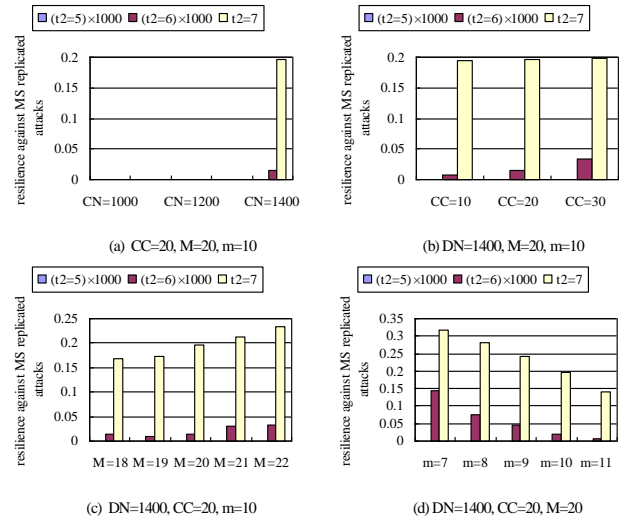 (t2=5)×1000 (t2=6)×1000 t2=7
resilience against MS replicated
attacks
0.2
0.15
0.1
0.05
0
CN=1000 CN=1200 CN=1400
(a) CC=20, M=20, m=10
(t2=5)×1000 (t2=6)×1000 t2=7
resilience against MS replicated
attacks
0.2
0.15
0.1
0.05
0
CC=10 CC=20 CC=30
(b) DN=1400, M=20, m=10
(t2=5)×1000 (t2=6)×1000 t2=7
resilience against MS replicated
attacks
0.25
0.2
0.15
0.1
0.05
0
M=18 M=19 M=20 M=21 M=22
(c) DN=1400, CC=20, m=10
(t2=5)×1000 (t2=6)×1000 t2=7
resilience against MS replicated
attacks
0.35
0.3
0.25
0.2
0.15
0.1
0.05
0
m=7 m=8 m=9 m=10 m=11
(d) DN=1400, CC=20, M=20